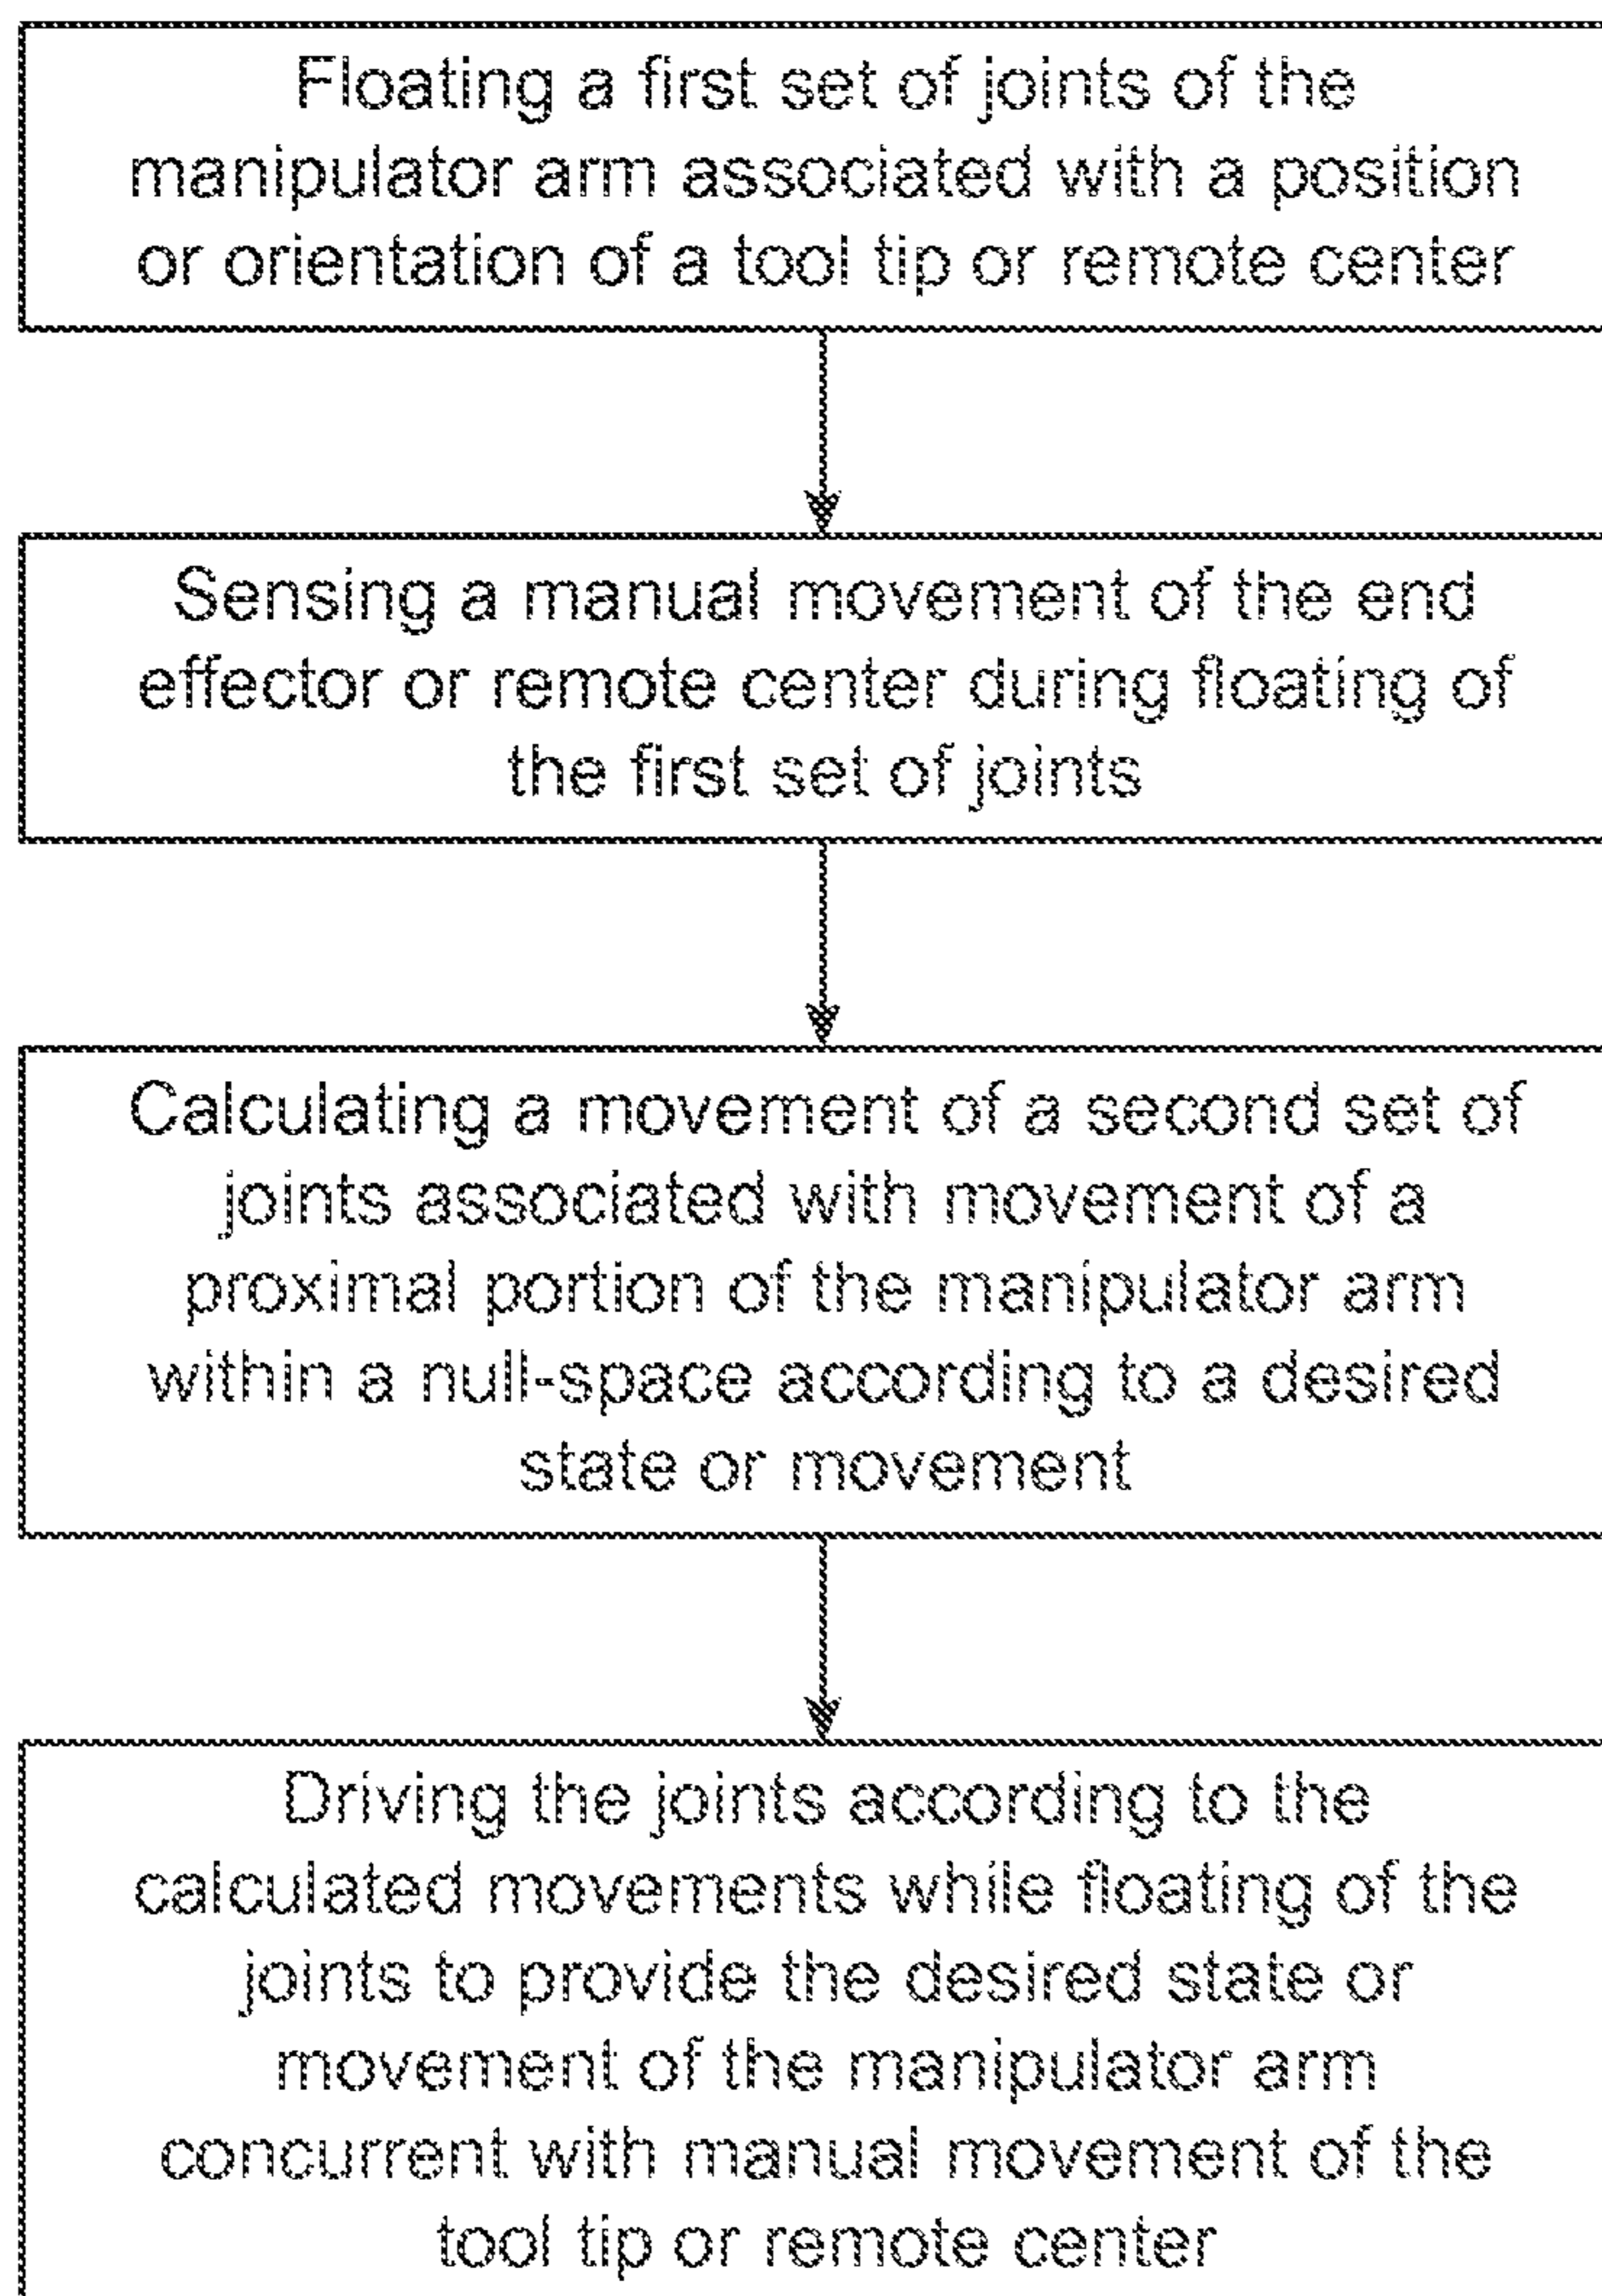 Floating a first set of joints of the
manipulator arm associated with a position
or orientation of a tool tip or remote center
Sensing a manual movement of the end
effector or remote center during floating of
the first set of joints
Calculating a movement of a second set of
joints associated with movement of a
proximal portion of the manipulator arm
within a null-space according to a desired
state or movement
Driving the joints according to the
calculated movements while floating of the
joints to provide the desired state or
movement of the manipulator arm
concurrent with manual movement of the
tool tip or remote center